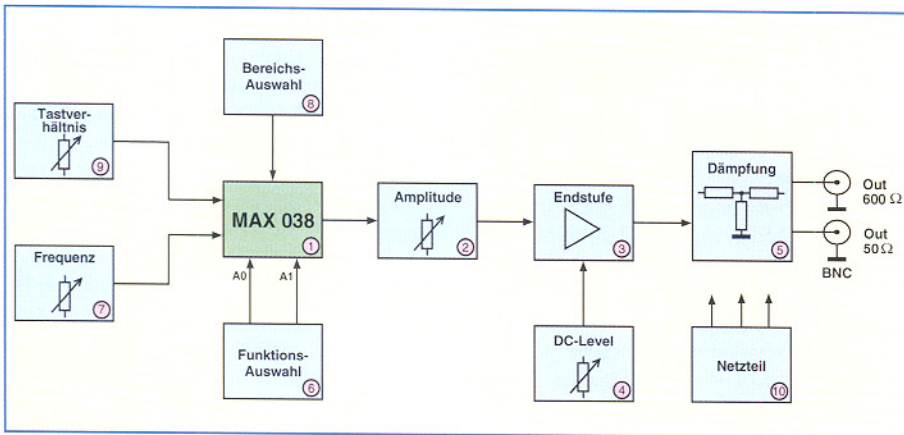 Bereichs-
Auswahl
8
Tastver-
hältnis
9
MAX 038
1
Amplitude
2
Endstufe
3
Dämpfung
5
Out
600 Ω
Out
50 Ω
BNC
Frequenz
7
A0 A1
Funktions-
Auswahl
6
DC-Level
4
Netzteil
10